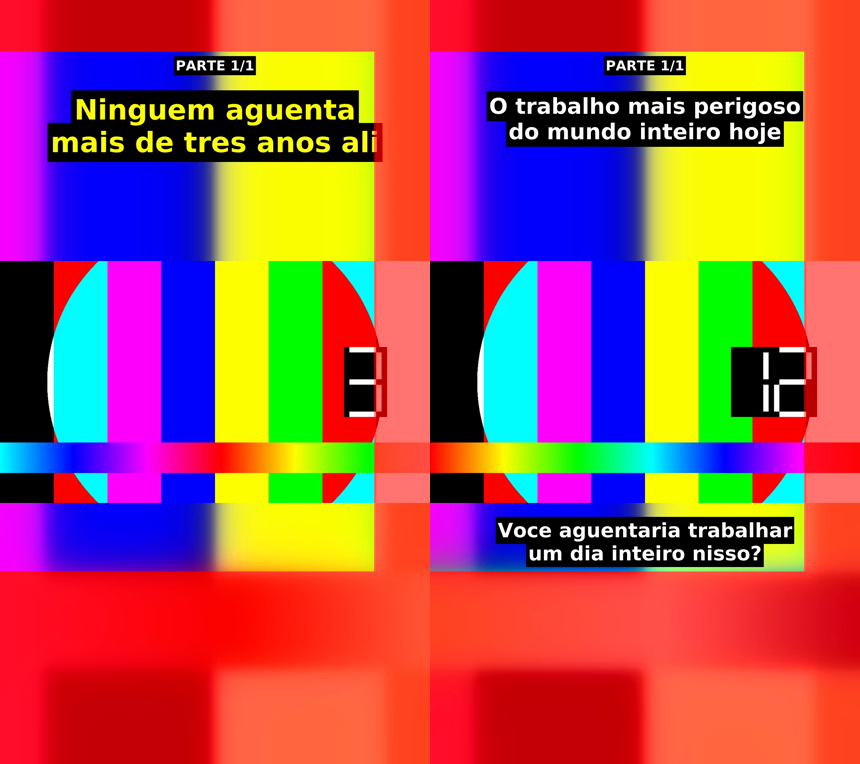 PARTE 1/1
Ninguem aguenta
mais de tres anos ali
3
PARTE 1/1
O trabalho mais perigoso
do mundo inteiro hoje
12
Voce aguentaria trabalhar
um dia inteiro nisso?